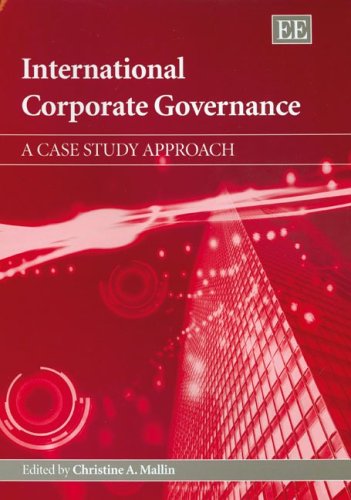 EE
International
Corporate Governance
A CASE STUDY APPROACH
Edited by Christine A. Mallin